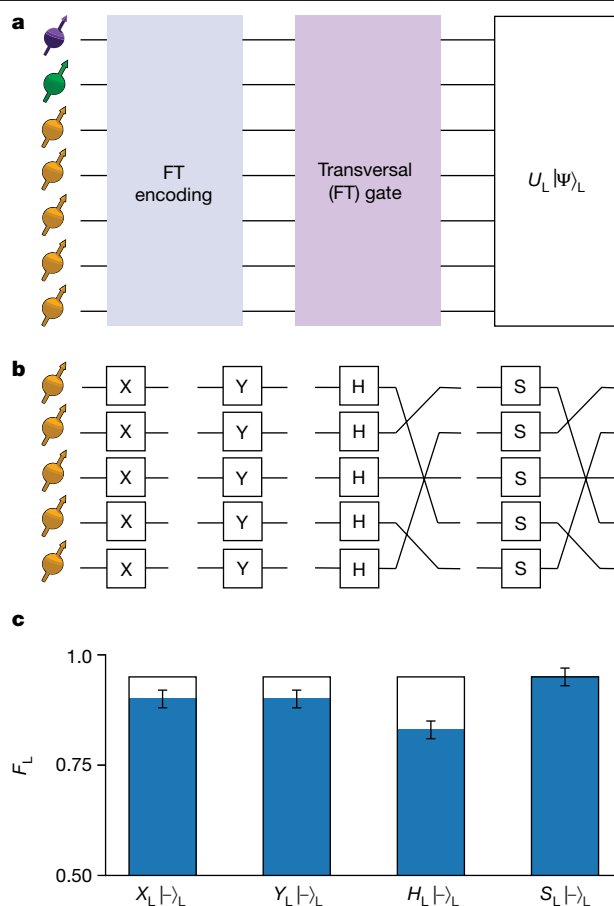 a
FT
encoding
Transversal
(FT) gate
U_L |Ψ⟩_L
b
X Y H S
X Y H S
X Y H S
X Y H S
X Y H S
c
1.0
0.75
0.50
F_L
X_L |–⟩_L Y_L |–⟩_L H_L |–⟩_L S_L |–⟩_L